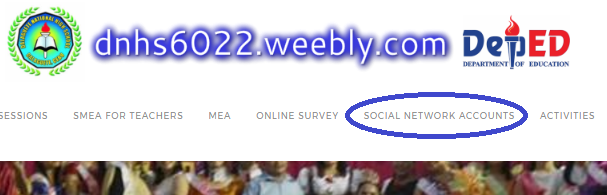 dnhs6022.weebly.com
DepED
DEPARTMENT OF EDUCATION
SESSIONS SMEA FOR TEACHERS MEA ONLINE SURVEY SOCIAL NETWORK ACCOUNTS ACTIVITIES